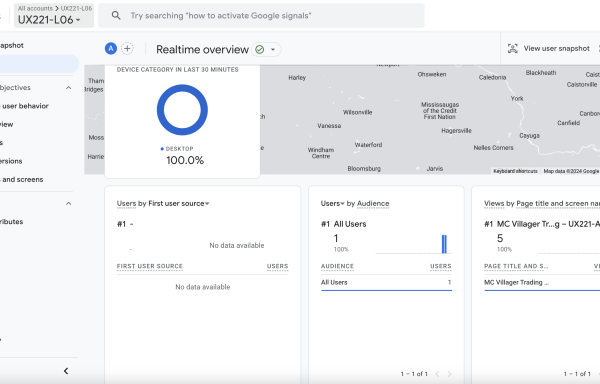 All accounts > UX221-L06
UX221-L06
Try searching "how to activate Google signals"
apshot
A
Realtime overview
View user snapshot
DEVICE CATEGORY IN LAST 30 MINUTES
DESKTOP
100.0%
bjectives
user behavior
view
s
ersions
and screens
tributes
Tham
bridges
Moss
Harrie
Harley
Ohsweken
Caledonia
Blackheath
Caistorville
York
Wilsonville
Mississaugas
of the Credit
First Nation
Canbor
Canfield
Vanessa
Hagersville
Cayuga
Waterford
Windham
Centre
Nelles Corners
Bloomsburg
Jarvis
Keyboard shortcuts
Map data ©2024 Google
Users by First user source
#1 -
-
No data available
FIRST USER SOURCE
USERS
No data available
Users by Audience
#1 All Users
1
100%
AUDIENCE
USERS
All Users
1
1 – 1 of 1
Views by Page title and screen nam
#1 MC Villager Tr...g – UX221-A
5
100%
PAGE TITLE AND S...
MC Villager Trading ...
1 – 1 of 1